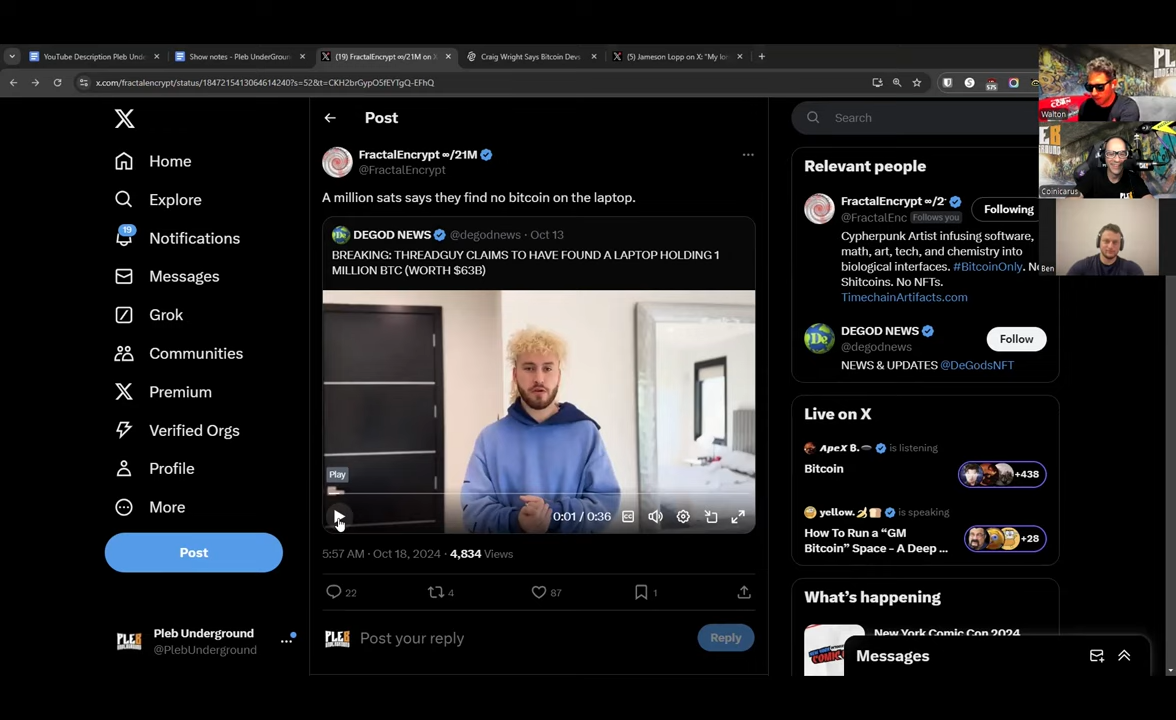 YouTube Description Pleb Und
Show notes - Pleb UnderGroun
(19) FractalEncrypt ∞/21M on X
Craig Wright Says Bitcoin Devs
(5) Jameson Lopp on X: "My lo
x.com/fractalencrypt/status/1847215413064614240?s=52&t=CKH2brGypO5fEYTgQ-EFhQ
Walton
Coinicarus
Ben
Home
Explore
19
Notifications
Messages
Grok
Communities
Premium
Verified Orgs
Profile
More
Post
Pleb Underground
@PlebUnderground
Post
FractalEncrypt ∞/21M
@FractalEncrypt
A million sats says they find no bitcoin on the laptop.
DEGOD NEWS @degodnews · Oct 13
BREAKING: THREADGUY CLAIMS TO HAVE FOUND A LAPTOP HOLDING 1
MILLION BTC (WORTH $63B)
Play
0:01 / 0:36
5:57 AM · Oct 18, 2024 · 4,834 Views
22
4
87
1
PLEB
Post your reply
Reply
Search
Relevant people
FractalEncrypt ∞/2
@FractalEnc Follows you
Following
Cypherpunk Artist infusing software,
math, art, tech, and chemistry into
biological interfaces. #BitcoinOnly. No
Shitcoins. No NFTs.
TimechainArtifacts.com
DEGOD NEWS
@degodnews
Follow
NEWS & UPDATES @DeGodsNFT
Live on X
ApeX B. is listening
Bitcoin
+438
yellow. is speaking
How To Run a “GM
Bitcoin” Space - A Deep ...
+28
What’s happening
New York Comic Con 2024
Messages